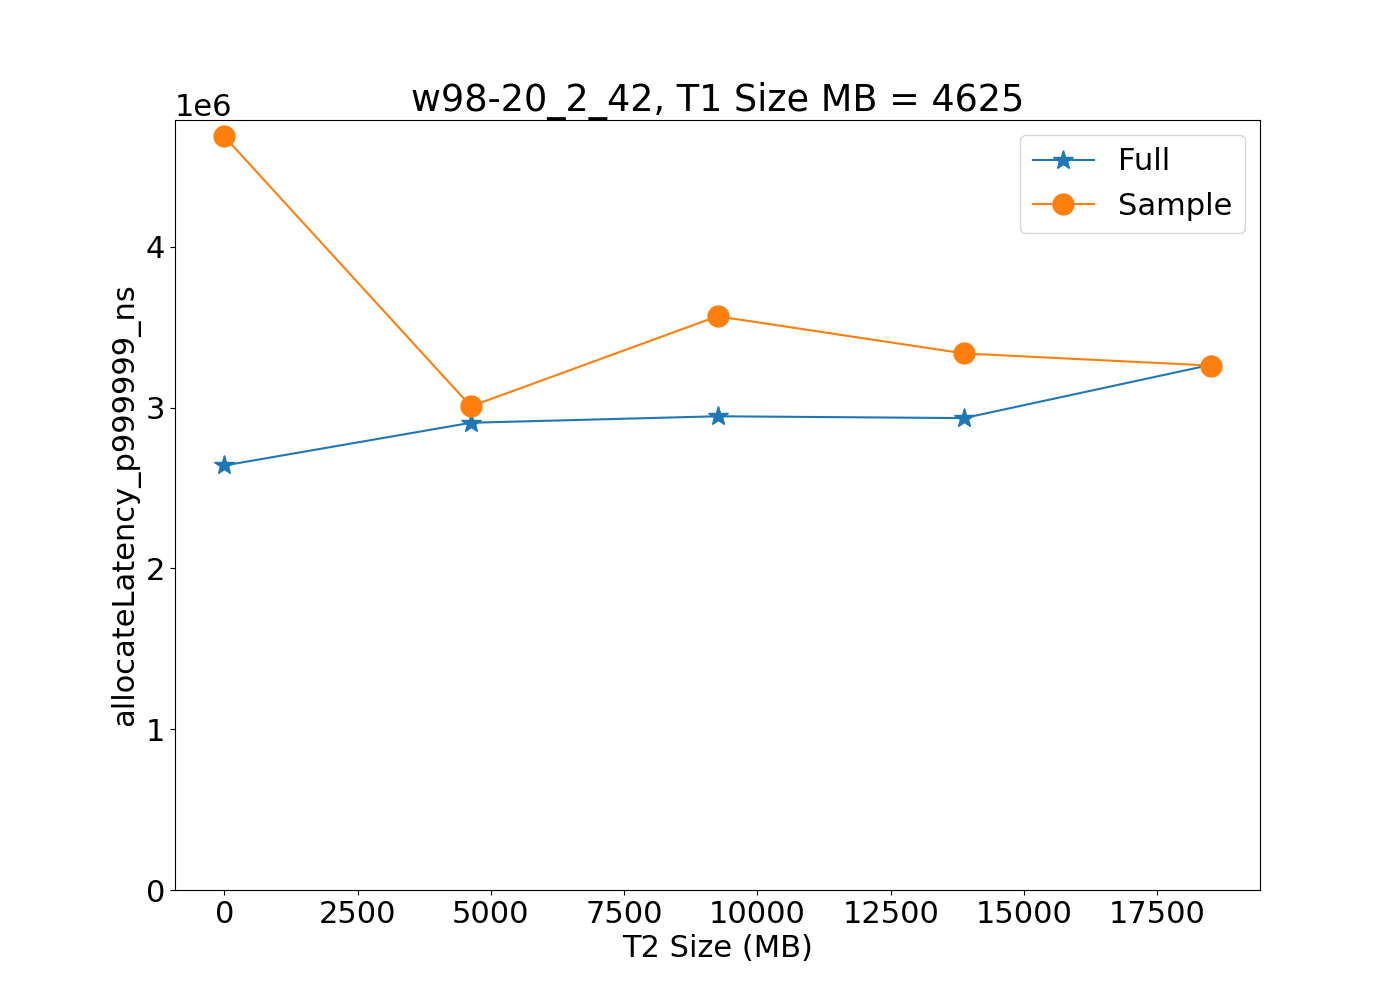 w98-20_2_42, T1 Size MB = 4625
1e6
Full
Sample
4
3
2
1
0
allocateLatency_p999999_ns
0 2500 5000 7500 10000 12500 15000 17500
T2 Size (MB)